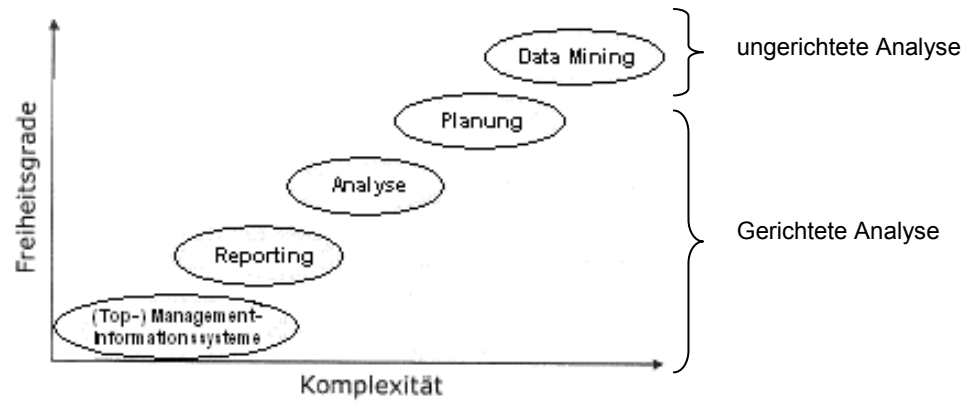 Data Mining
ungerichtete Analyse
Planung
Analyse
Gerichtete Analyse
Reporting
(Top-) Management-
Informationssysteme
Freiheitsgrade
Komplexität